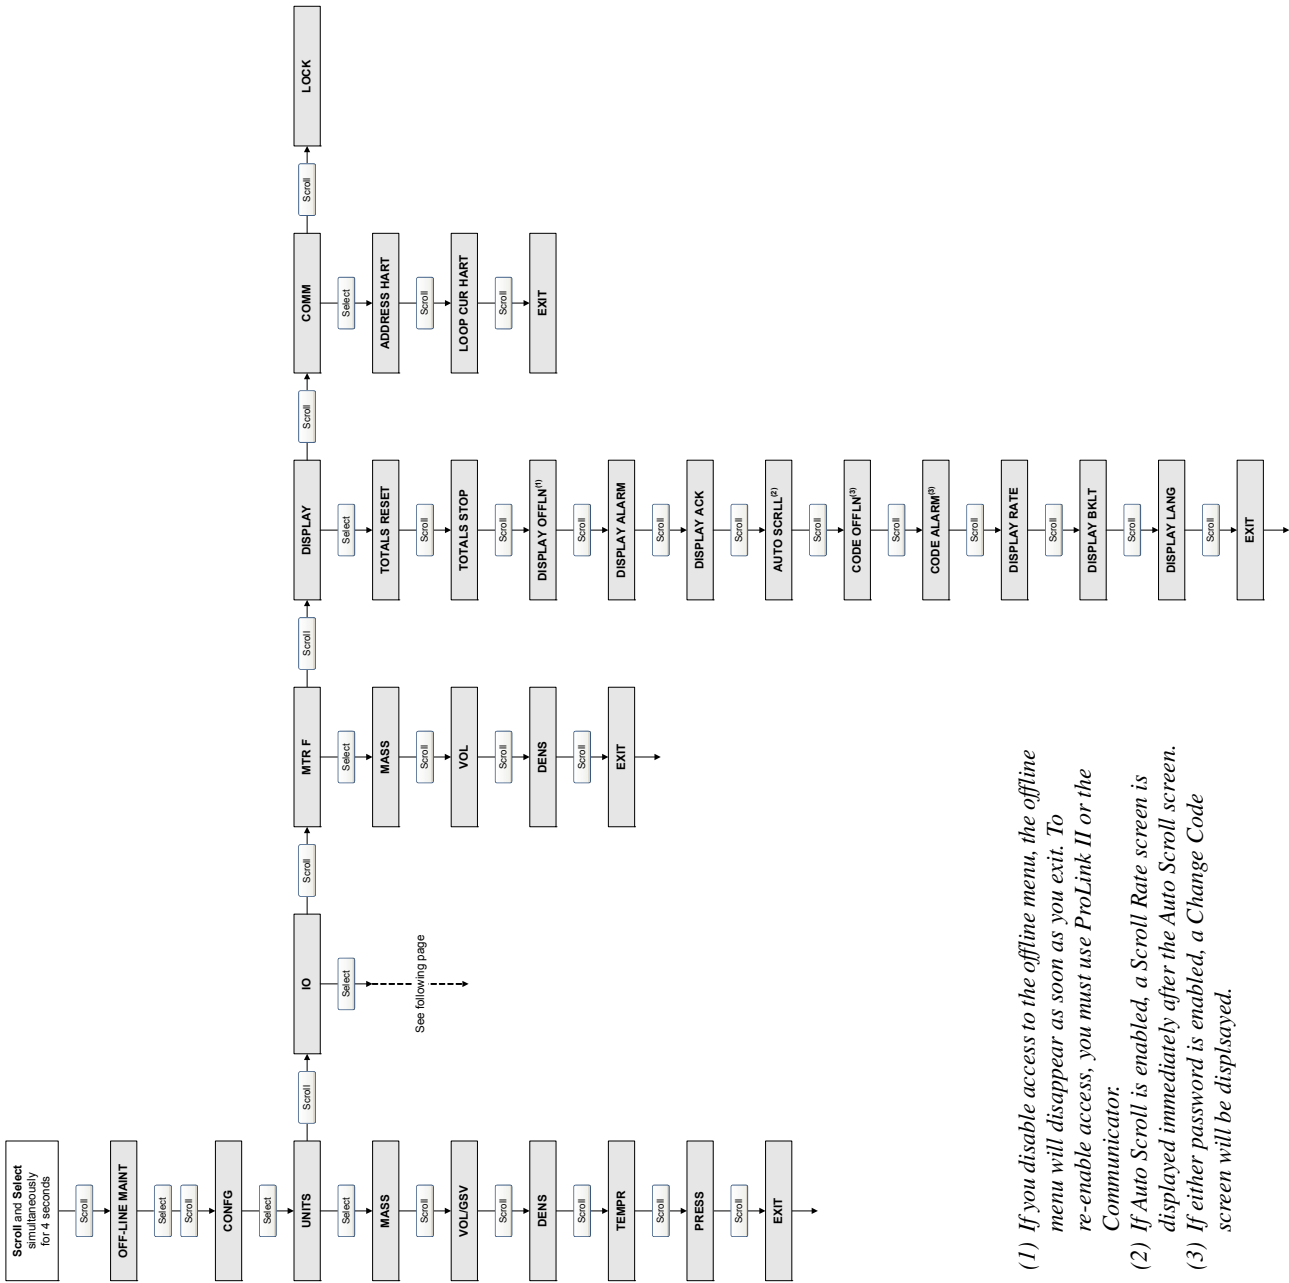 Scroll and Select
simultaneously
for 4 seconds
Scroll
OFF-LINE MAINT
Select
Scroll
CONFG
Select
UNITS
Select
MASS
Scroll
VOL/GSV
Scroll
DENS
Scroll
TEMPR
Scroll
PRESS
Scroll
EXIT
Scroll
IO
Select
See following page
Scroll
MTR F
Select
MASS
Scroll
VOL
Scroll
DENS
Scroll
EXIT
Scroll
DISPLAY
Select
TOTALS RESET
Scroll
TOTALS STOP
Scroll
DISPLAY OFFLN(1)
Scroll
DISPLAY ALARM
Scroll
DISPLAY ACK
Scroll
AUTO SCRLL(2)
Scroll
CODE OFFLN(3)
Scroll
CODE ALARM(3)
Scroll
DISPLAY RATE
Scroll
DISPLAY BKLT
Scroll
DISPLAY LANG
Scroll
EXIT
Scroll
COMM
Select
ADDRESS HART
Scroll
LOOP CUR HART
Scroll
EXIT
Scroll
LOCK
(1) If you disable access to the offline menu, the offline
menu will disappear as soon as you exit. To
re-enable access, you must use ProLink II or the
Communicator.
(2) If Auto Scroll is enabled, a Scroll Rate screen is
displayed immediately after the Auto Scroll screen.
(3) If either password is enabled, a Change Code
screen will be displsayed.